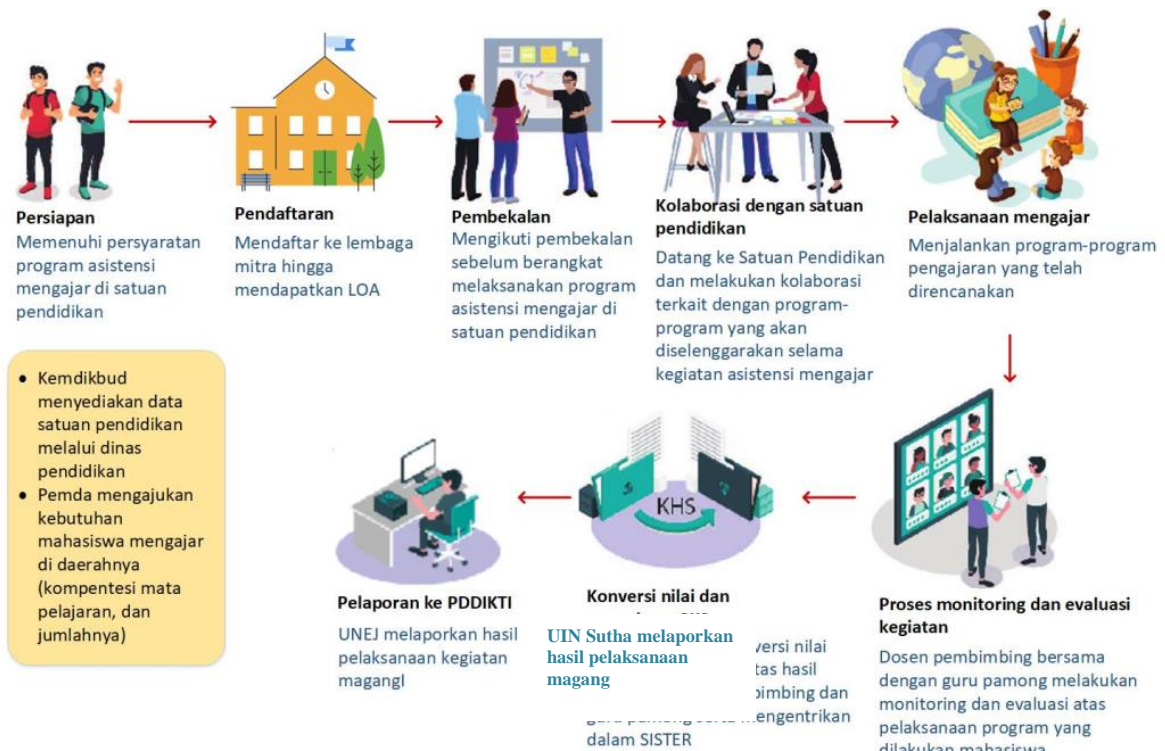 Persiapan
Memenuhi persyaratan
program asistensi
mengajar di satuan
pendidikan
Pendaftaran
Mendaftar ke lembaga
mitra hingga
mendapatkan LOA
Pembekalan
Mengikuti pembekalan
sebelum berangkat
melaksanakan program
asistensi mengajar di
satuan pendidikan
Kolaborasi dengan satuan
pendidikan
Datang ke Satuan Pendidikan
dan melakukan kolaborasi
terkait dengan program-
program yang akan
diselenggarakan selama
kegiatan asistensi mengajar
Pelaksanaan mengajar
Menjalankan program-program
pengajaran yang telah
direncanakan
• Kemdikbud
menyediakan data
satuan pendidikan
melalui dinas
pendidikan
• Pemda mengajukan
kebutuhan
mahasiswa mengajar
di daerahnya
(kompentesi mata
pelajaran, dan
jumlahnya)
Proses monitoring dan evaluasi
kegiatan
Dosen pembimbing bersama
dengan guru pamong melakukan
monitoring dan evaluasi atas
pelaksanaan program yang
dilakukan mahasiswa
KHS
Konversi nilai dan
UIN Sutha melaporkan
hasil pelaksanaan
magang
versi nilai
tas hasil
bimbing dan
mengentrikan
dalam SISTER
Pelaporan ke PDDIKTI
UNEJ melaporkan hasil
pelaksanaan kegiatan
magangl